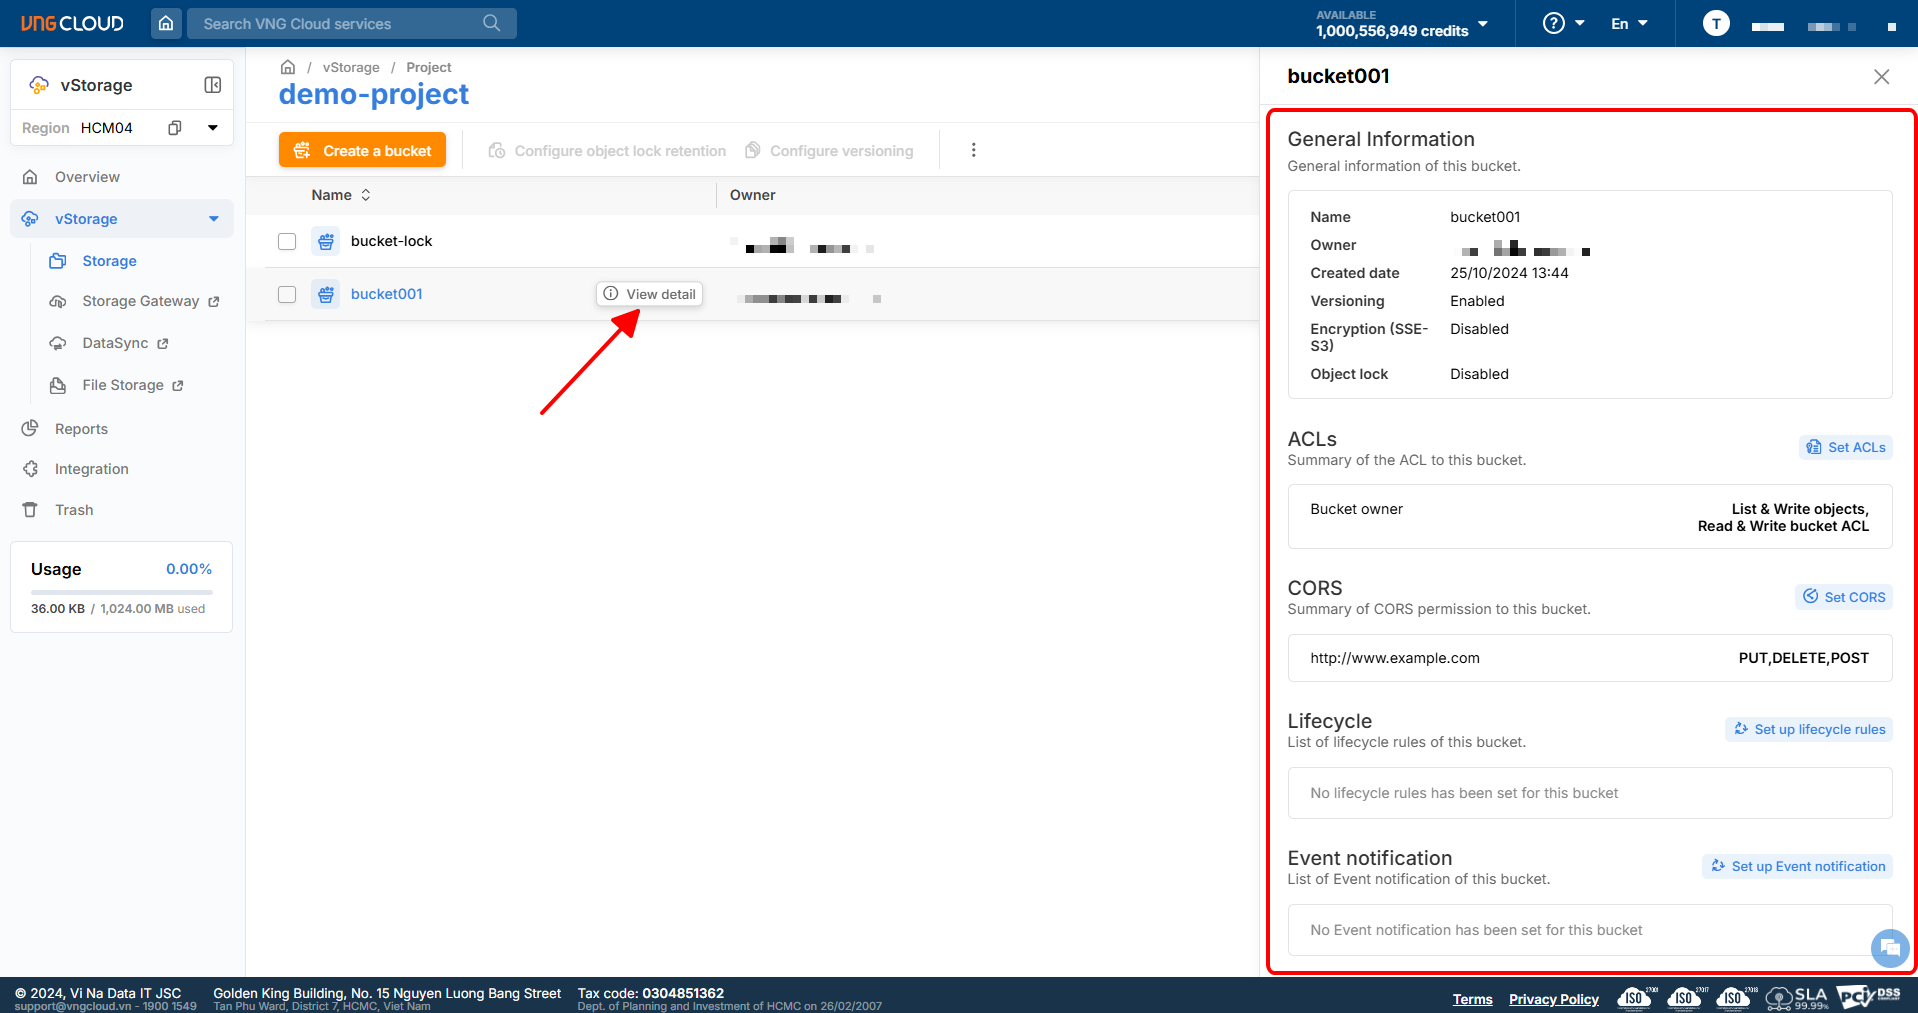 VNG CLOUD
Search VNG Cloud services
AVAILABLE
1,000,556,949 credits
?
En
T
vStorage
Region HCM04
Overview
vStorage
Storage
Storage Gateway
DataSync
File Storage
Reports
Integration
Trash
Usage 0.00%
36.00 KB / 1,024.00 MB used
/ vStorage / Project
demo-project
Create a bucket
Configure object lock retention
Configure versioning
Name
Owner
bucket-lock
bucket001
View detail
bucket001
General Information
General information of this bucket.
Name bucket001
Owner
Created date 25/10/2024 13:44
Versioning Enabled
Encryption (SSE-
S3) Disabled
Object lock Disabled
ACLs
Set ACLs
Summary of the ACL to this bucket.
Bucket owner
List & Write objects,
Read & Write bucket ACL
CORS
Set CORS
Summary of CORS permission to this bucket.
http://www.example.com PUT,DELETE,POST
Lifecycle
Set up lifecycle rules
List of lifecycle rules of this bucket.
No lifecycle rules has been set for this bucket
Event notification
Set up Event notification
List of Event notification of this bucket.
No Event notification has been set for this bucket
© 2024, Vi Na Data IT JSC
support@vngcloud.vn - 1900 1549
Golden King Building, No. 15 Nguyen Luong Bang Street
Tan Phu Ward, District 7, HCMC, Viet Nam
Tax code: 0304851362
Dept. of Planning and Investment of HCMC on 26/02/2007
Terms
Privacy Policy
ISO 27001
ISO 27017
ISO 27018
SLA
99.99%
PCI DSS